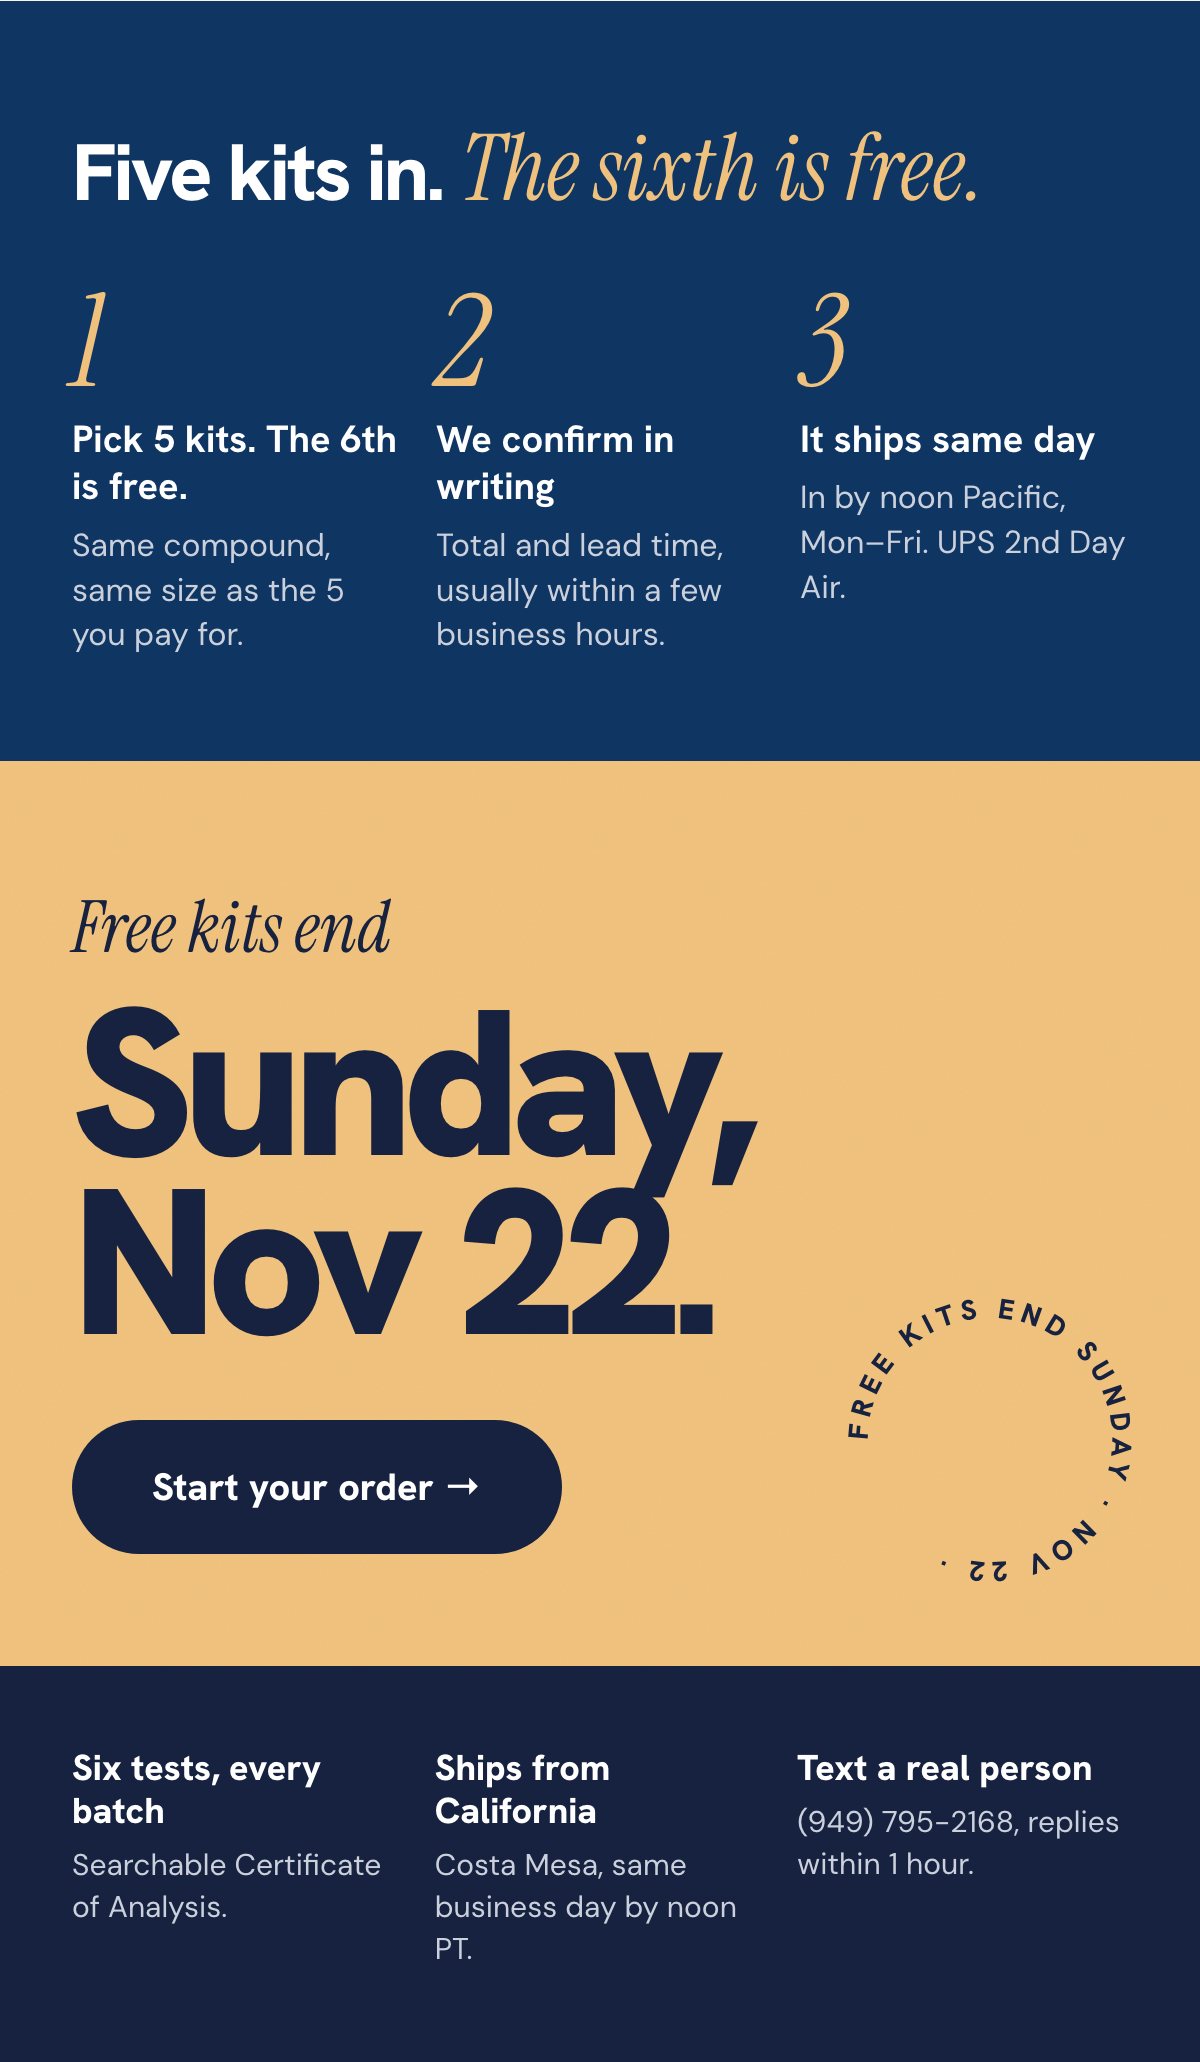 Five kits in. The sixth is free.
1
Pick 5 kits. The 6th
is free.
Same compound,
same size as the 5
you pay for.
2
We confirm in
writing
Total and lead time,
usually within a few
business hours.
3
It ships same day
In by noon Pacific,
Mon–Fri. UPS 2nd Day
Air.
Free kits end
Sunday,
Nov 22.
Start your order →
FREE KITS END SUNDAY · NOV 22 ·
Six tests, every
batch
Searchable Certificate
of Analysis.
Ships from
California
Costa Mesa, same
business day by noon
PT.
Text a real person
(949) 795-2168, replies
within 1 hour.